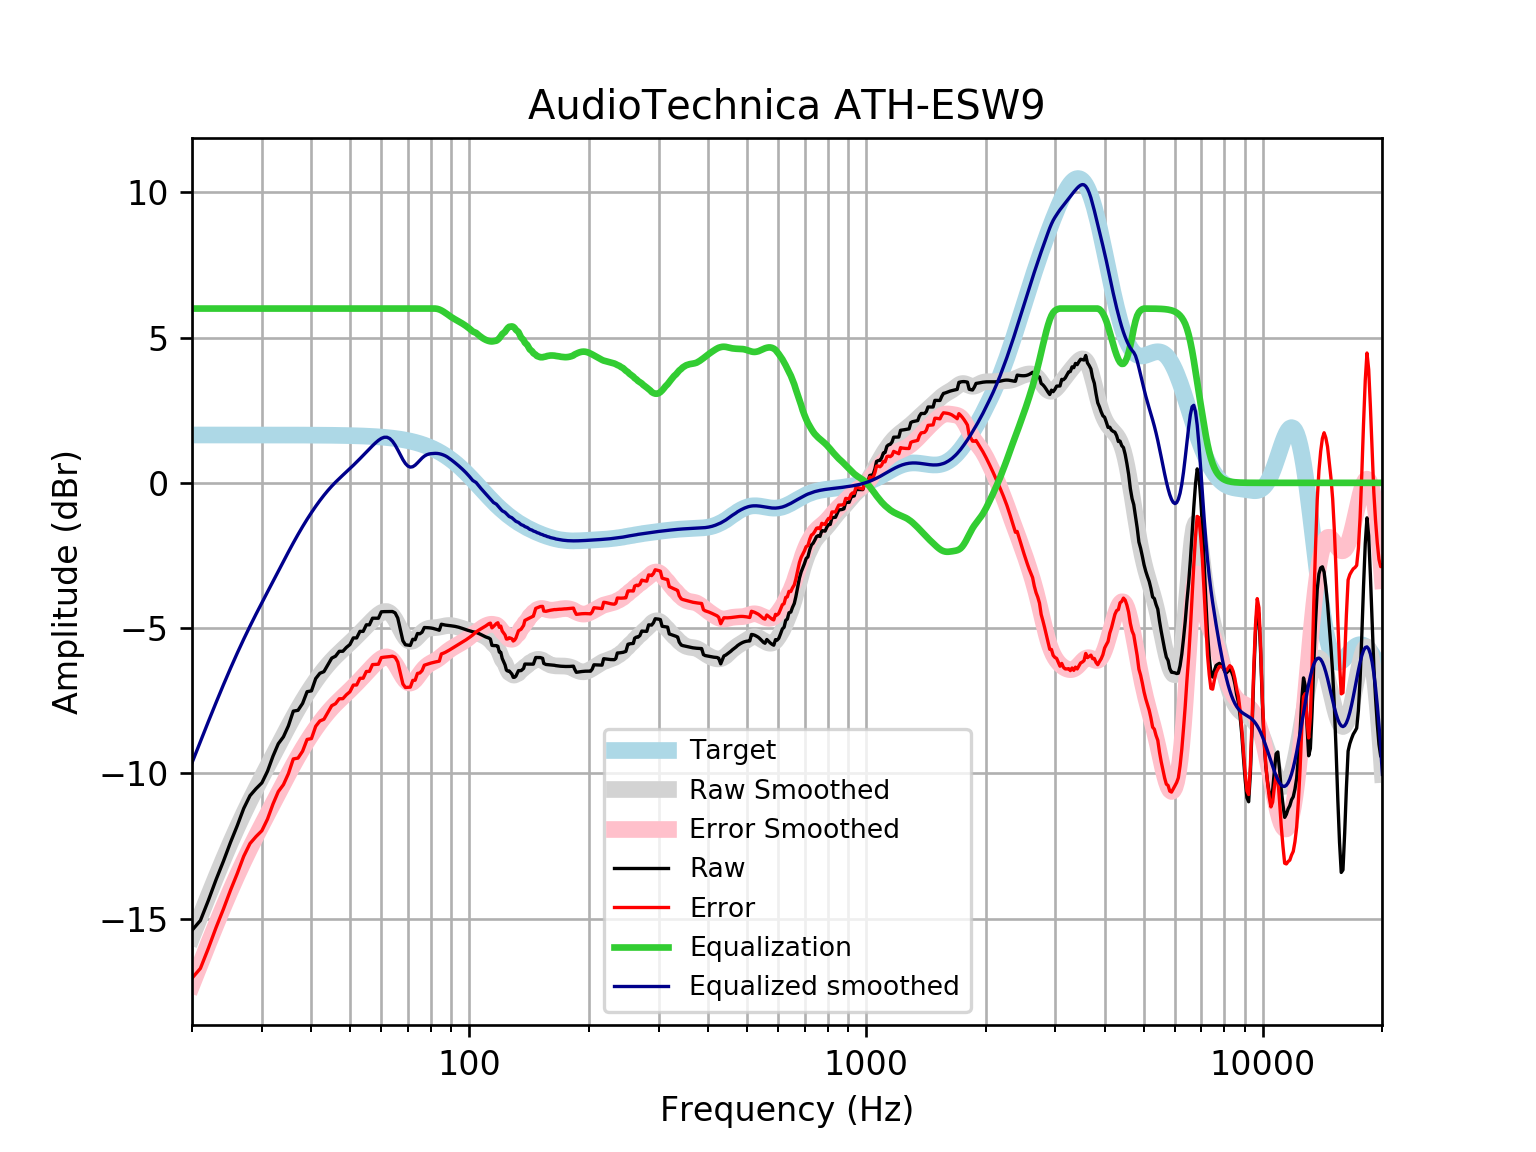 AudioTechnica ATH-ESW9
10
5
0
−5
−10
−15
Amplitude (dBr)
Target
Raw Smoothed
Error Smoothed
Raw
Error
Equalization
Equalized smoothed
100
1000
10000
Frequency (Hz)